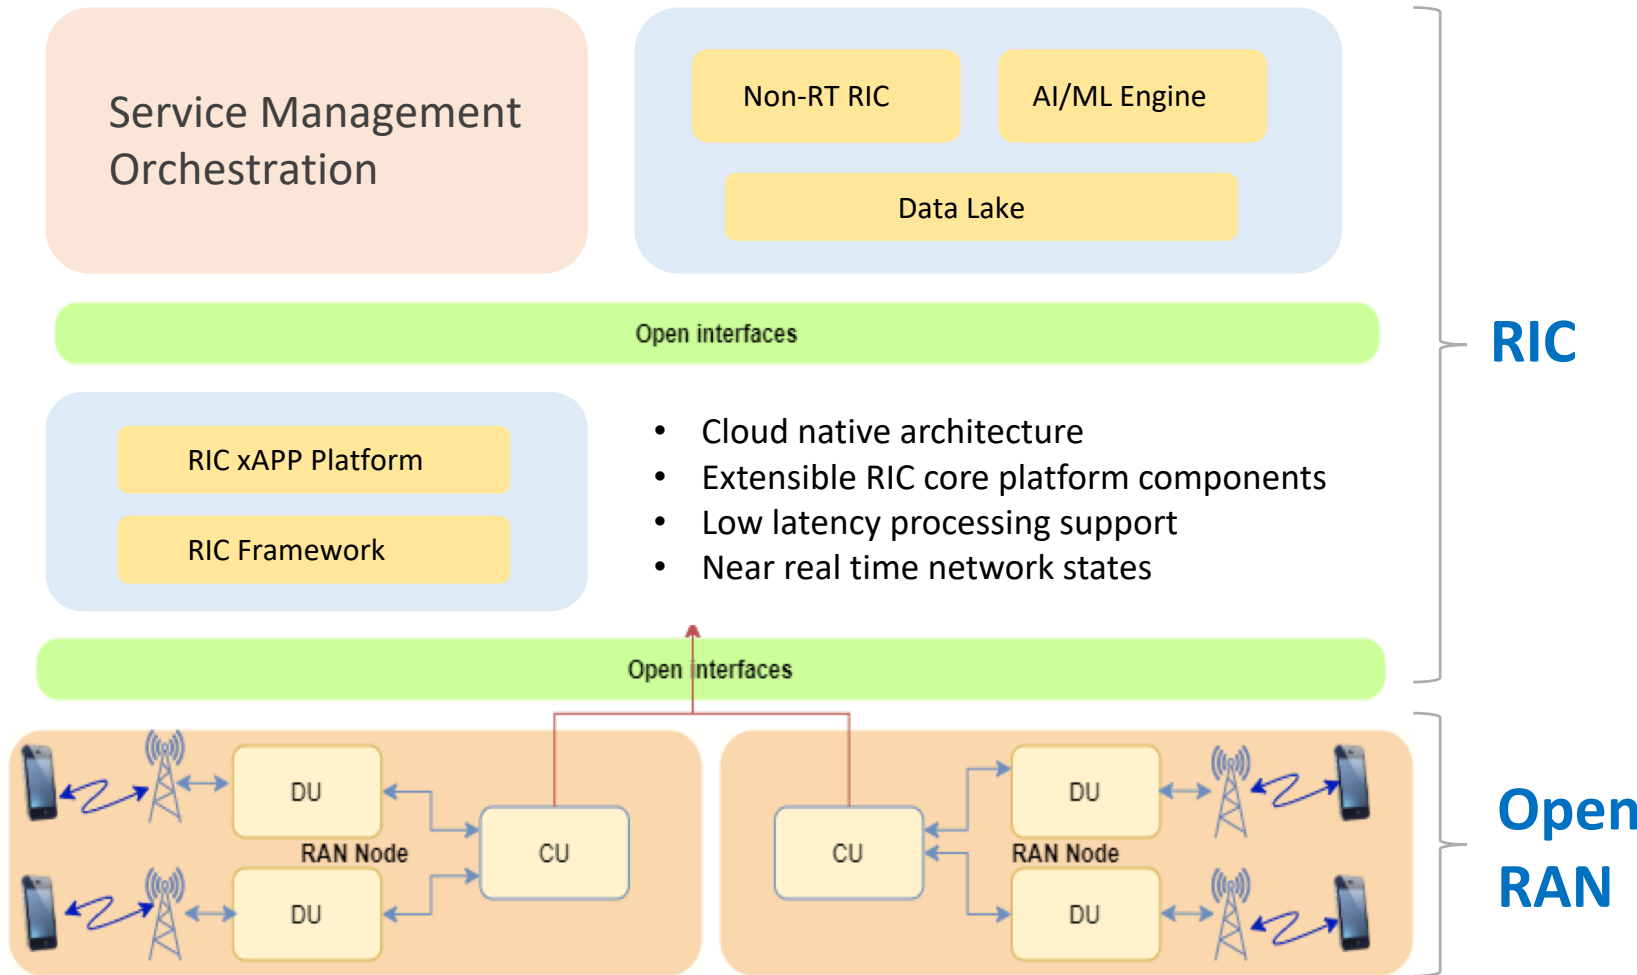 Service Management
Orchestration
Non-RT RIC
AI/ML Engine
Data Lake
Open interfaces
RIC
RIC xAPP Platform
RIC Framework
• Cloud native architecture
• Extensible RIC core platform components
• Low latency processing support
• Near real time network states
Open interfaces
DU
RAN Node
DU
CU
CU
DU
RAN Node
DU
Open
RAN